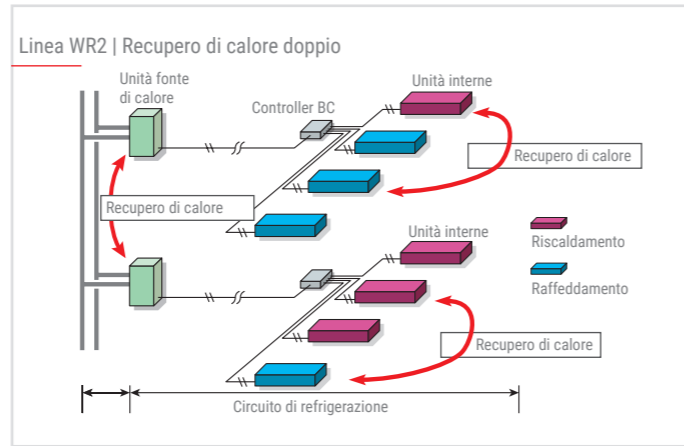 Linea WR2 | Recupero di calore doppio
Unità fonte
di calore
Controller BC
Unità interne
Recupero di calore
Recupero di calore
Unità interne
Riscaldamento
Raffeddamento
Recupero di calore
Circuito di refrigerazione